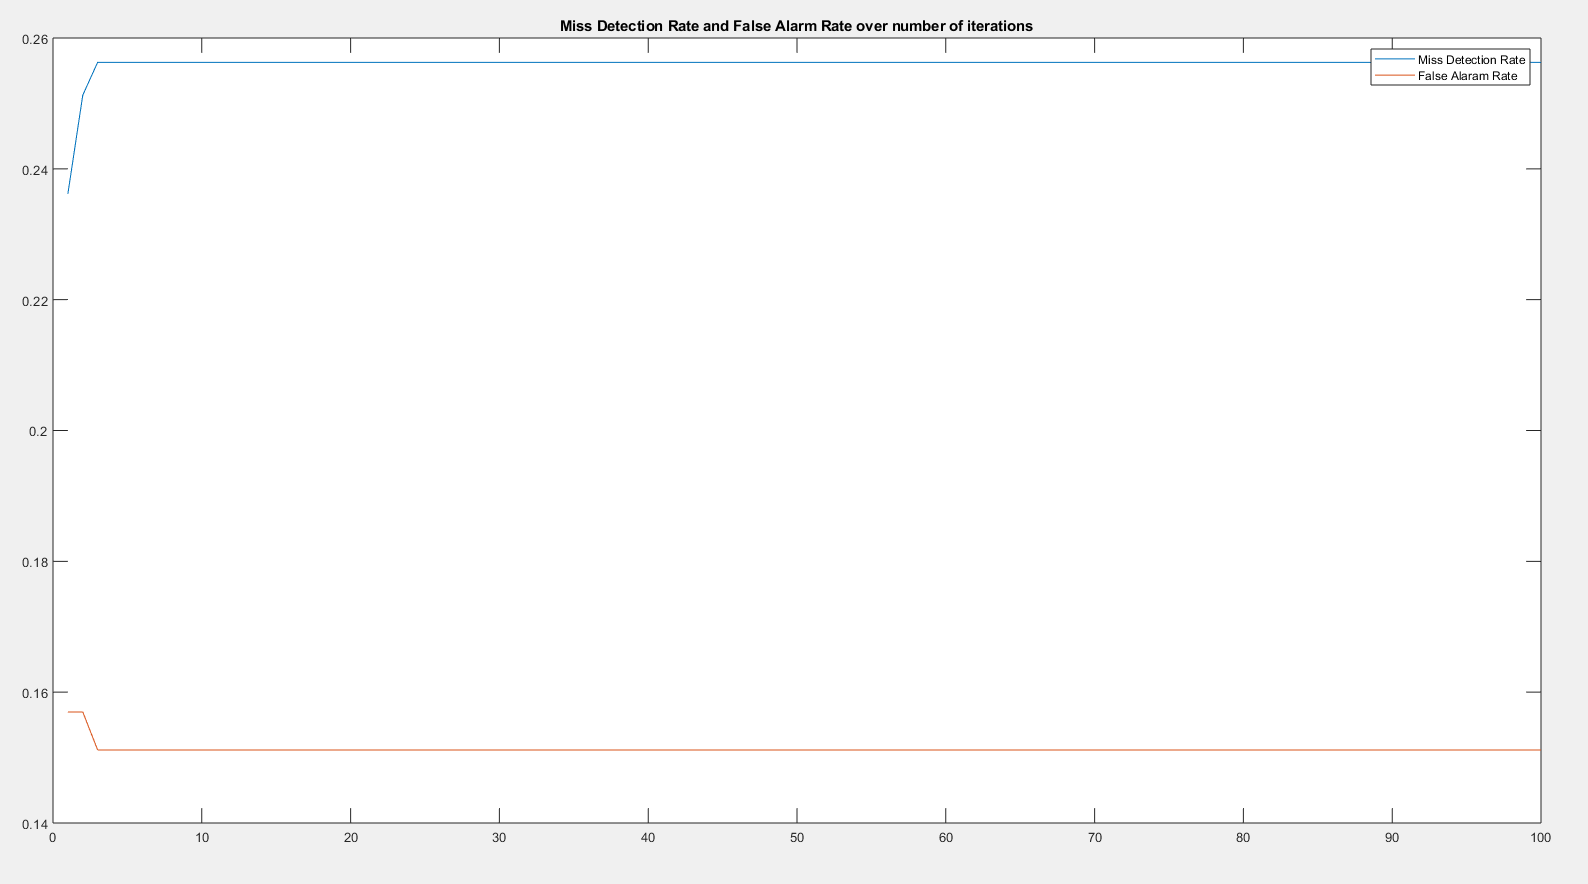 Miss Detection Rate and False Alarm Rate over number of iterations
0.26
Miss Detection Rate
False Alaram Rate
0.24
0.22
0.2
0.18
0.16
0.14
0 10 20 30 40 50 60 70 80 90 100